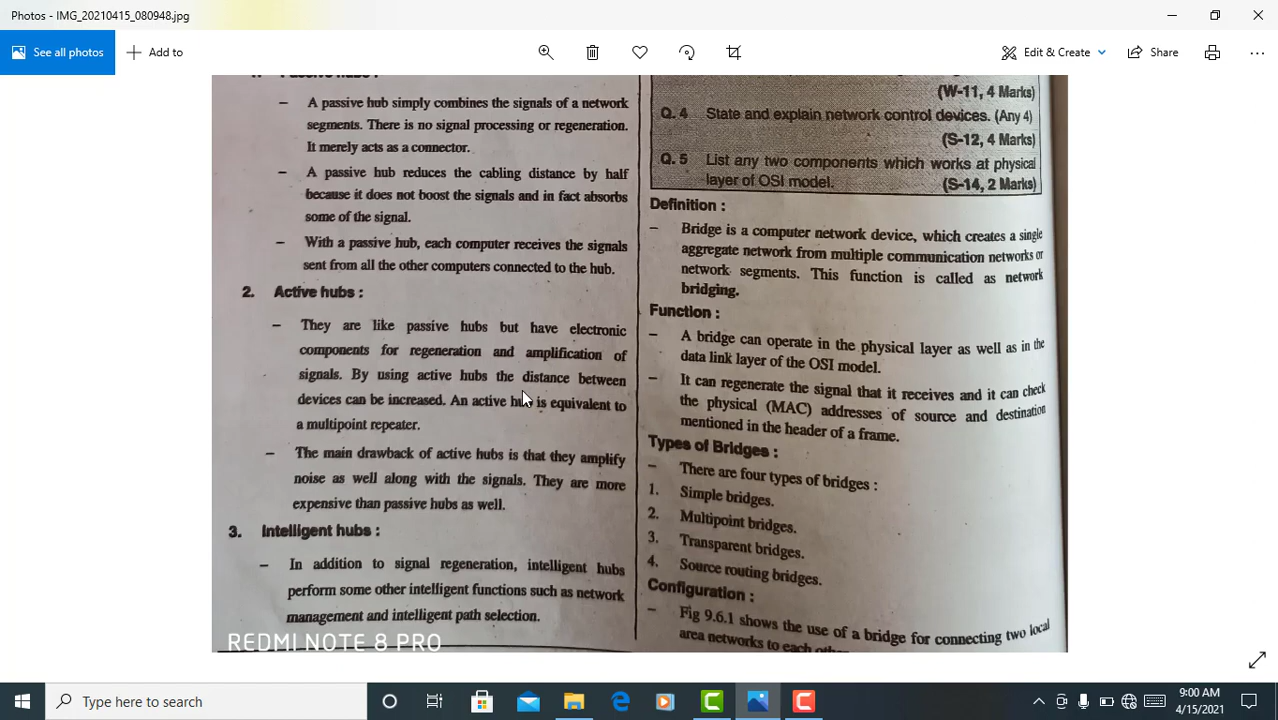 Photos - IMG_20210415_080948.jpg
See all photos
Add to
Edit & Create
Share
Passive hubs :
– A passive hub simply combines the signals of a network
segments. There is no signal processing or regeneration.
It merely acts as a connector.
– A passive hub reduces the cabling distance by half
because it does not boost the signals and in fact absorbs
some of the signal.
– With a passive hub, each computer receives the signals
sent from all the other computers connected to the hub.
2. Active hubs :
– They are like passive hubs but have electronic
components for regeneration and amplification of
signals. By using active hubs the distance between
devices can be increased. An active hub is equivalent to
a multipoint repeater.
– The main drawback of active hubs is that they amplify
noise as well along with the signals. They are more
expensive than passive hubs as well.
3. Intelligent hubs :
– In addition to signal regeneration, intelligent hubs
perform some other intelligent functions such as network
management and intelligent path selection.
REDMI NOTE 8 PRO
(W-11, 4 Marks)
Q. 4 State and explain network control devices. (Any 4)
(S-12, 4 Marks)
Q. 5 List any two components which works at physical
layer of OSI model. (S-14, 2 Marks)
Definition :
– Bridge is a computer network device, which creates a single
aggregate network from multiple communication networks or
network segments. This function is called as network
bridging.
Function :
– A bridge can operate in the physical layer as well as in the
data link layer of the OSI model.
– It can regenerate the signal that it receives and it can check
the physical (MAC) addresses of source and destination
mentioned in the header of a frame.
Types of Bridges :
– There are four types of bridges :
1. Simple bridges.
2. Multipoint bridges.
3. Transparent bridges.
4. Source routing bridges.
Configuration :
– Fig 9.6.1 shows the use of a bridge for connecting two local
area networks to each other
Type here to search
9:00 AM
4/15/2021